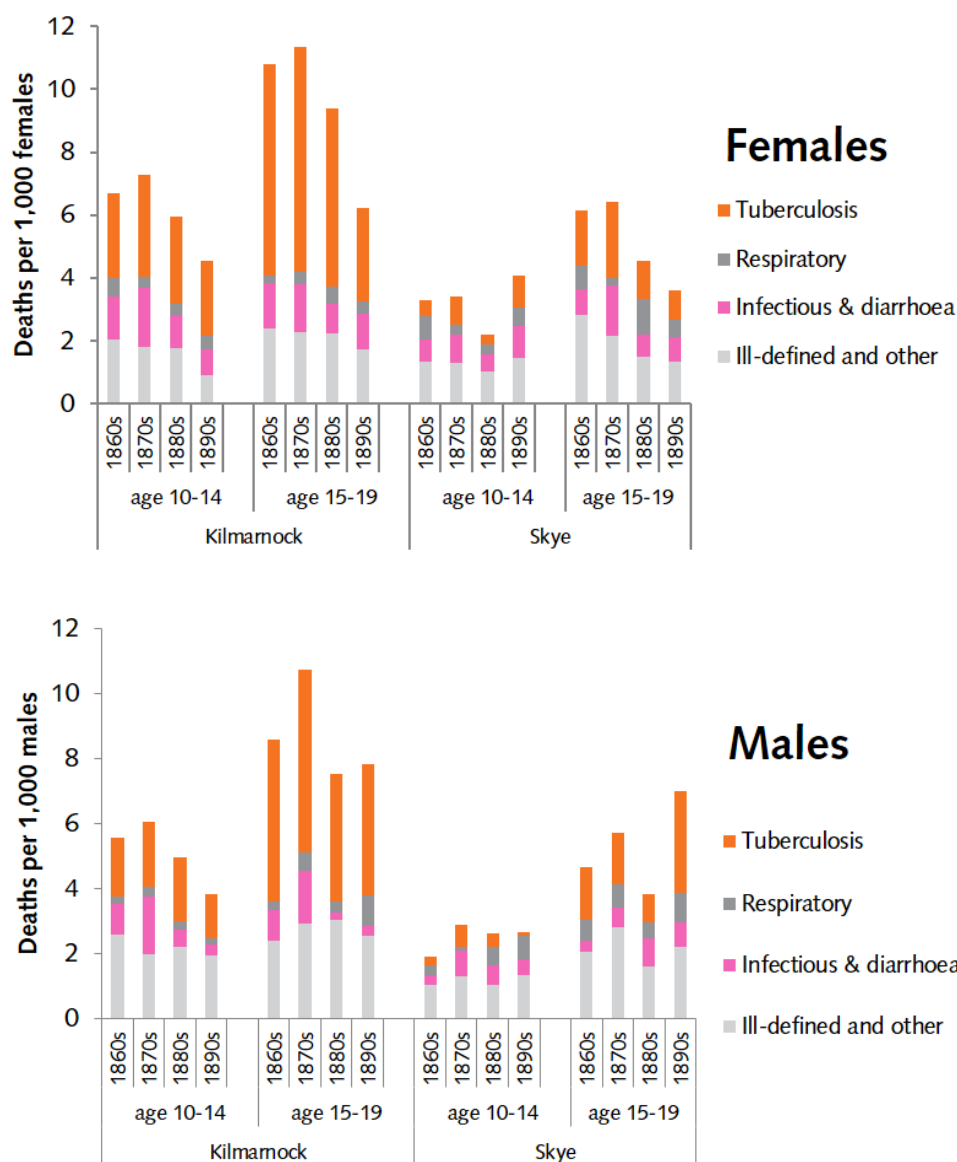 12
10
8
6
4
2
0
Deaths per 1,000 females
Females
Tuberculosis
Respiratory
Infectious & diarrhoea
Ill-defined and other
1860s 1870s 1880s 1890s 1860s 1870s 1880s 1890s 1860s 1870s 1880s 1890s 1860s 1870s 1880s 1890s
age 10-14 age 15-19 age 10-14 age 15-19
Kilmarnock Skye
12
10
8
6
4
2
0
Deaths per 1,000 males
Males
Tuberculosis
Respiratory
Infectious & diarrhoea
Ill-defined and other
1860s 1870s 1880s 1890s 1860s 1870s 1880s 1890s 1860s 1870s 1880s 1890s 1860s 1870s 1880s 1890s
age 10-14 age 15-19 age 10-14 age 15-19
Kilmarnock Skye